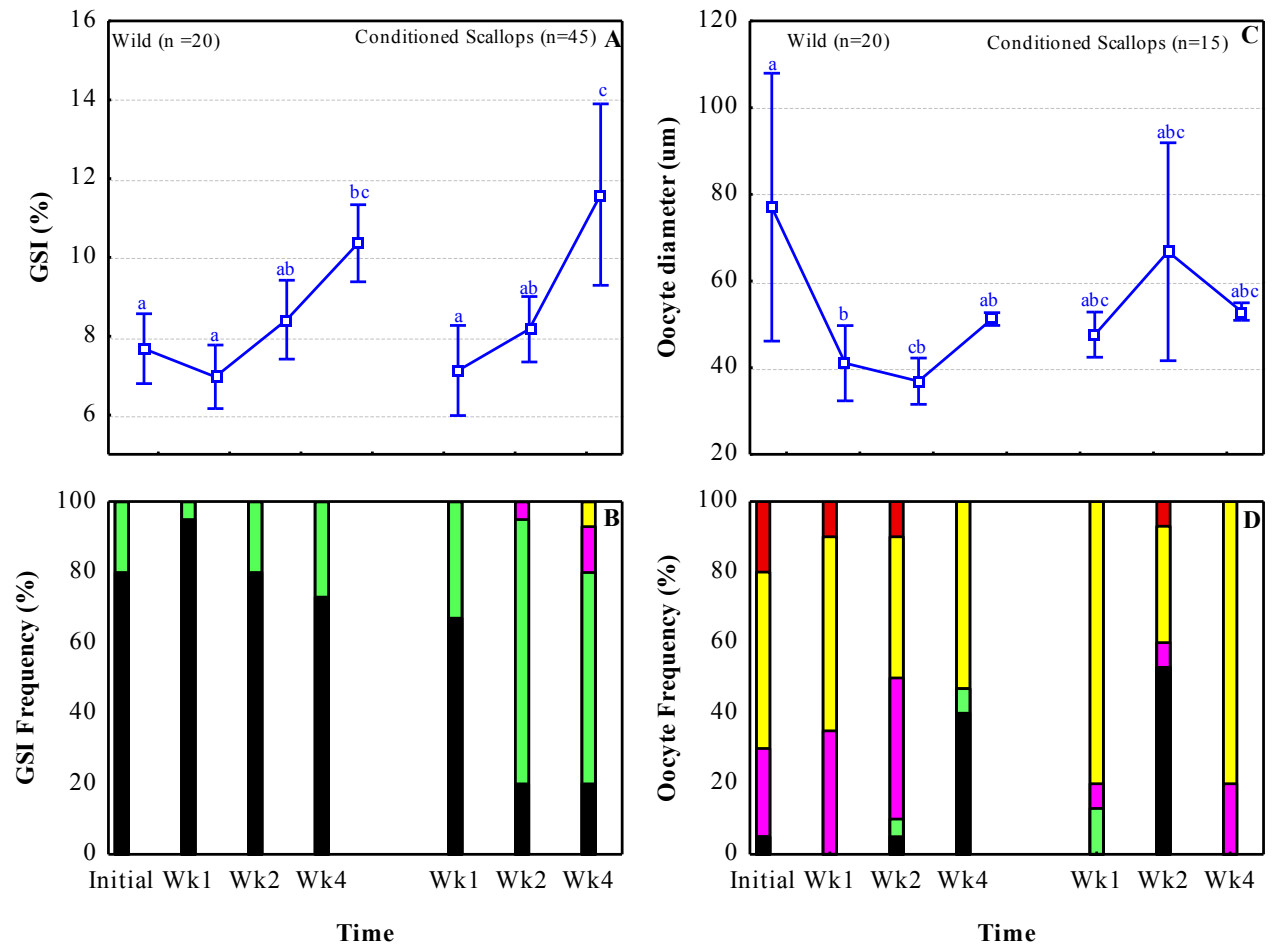 Wild (n =20)
Conditioned Scallops (n=45)
A
GSI (%)
16
14
12
10
8
6
a
a
ab
bc
a
ab
c
Wild (n=20)
Conditioned Scallops (n=15)
C
Oocyte diameter (um)
120
100
80
60
40
20
a
b
cb
ab
abc
abc
abc
B
GSI Frequency (%)
100
80
60
40
20
0
Initial Wk1 Wk2 Wk4 Wk1 Wk2 Wk4
Time
D
Oocyte Frequency (%)
100
80
60
40
20
0
Initial Wk1 Wk2 Wk4 Wk1 Wk2 Wk4
Time